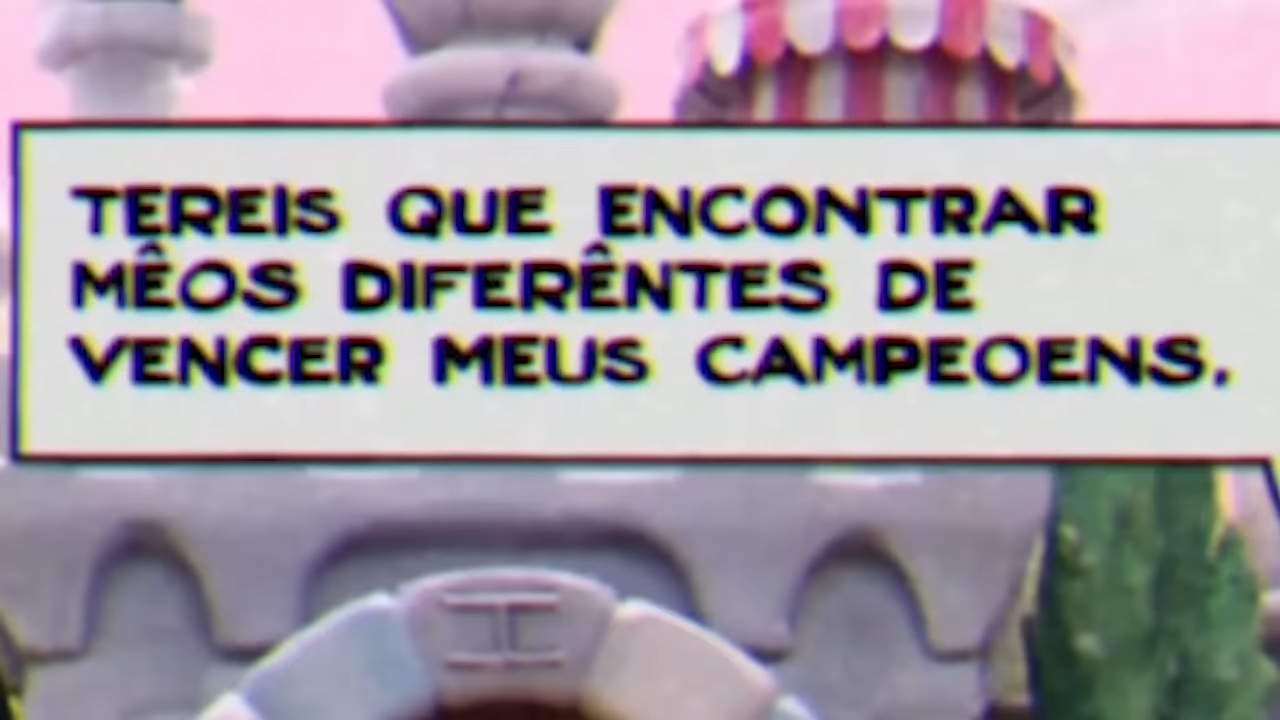 TEREIS QUE ENCONTRAR
MÊOS DIFERÊNTES DE
VENCER MEUS CAMPEOENS.